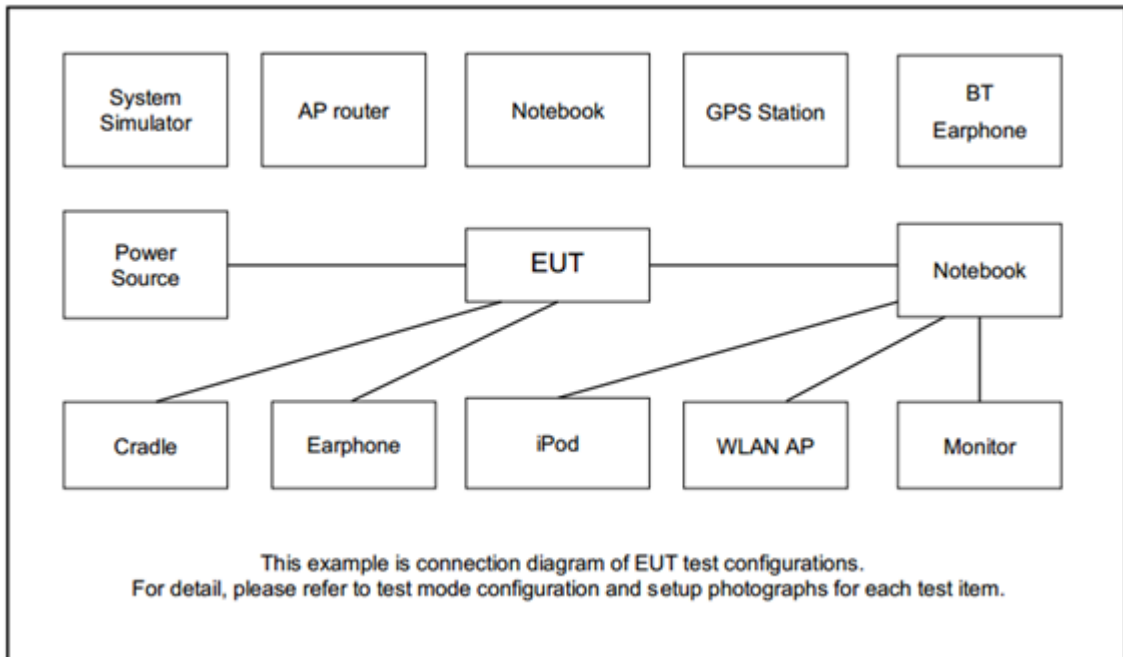 System
Simulator
AP router
Notebook
GPS Station
BT
Earphone
Power
Source
EUT
Notebook
Cradle
Earphone
iPod
WLAN AP
Monitor
This example is connection diagram of EUT test configurations.
For detail, please refer to test mode configuration and setup photographs for each test item.